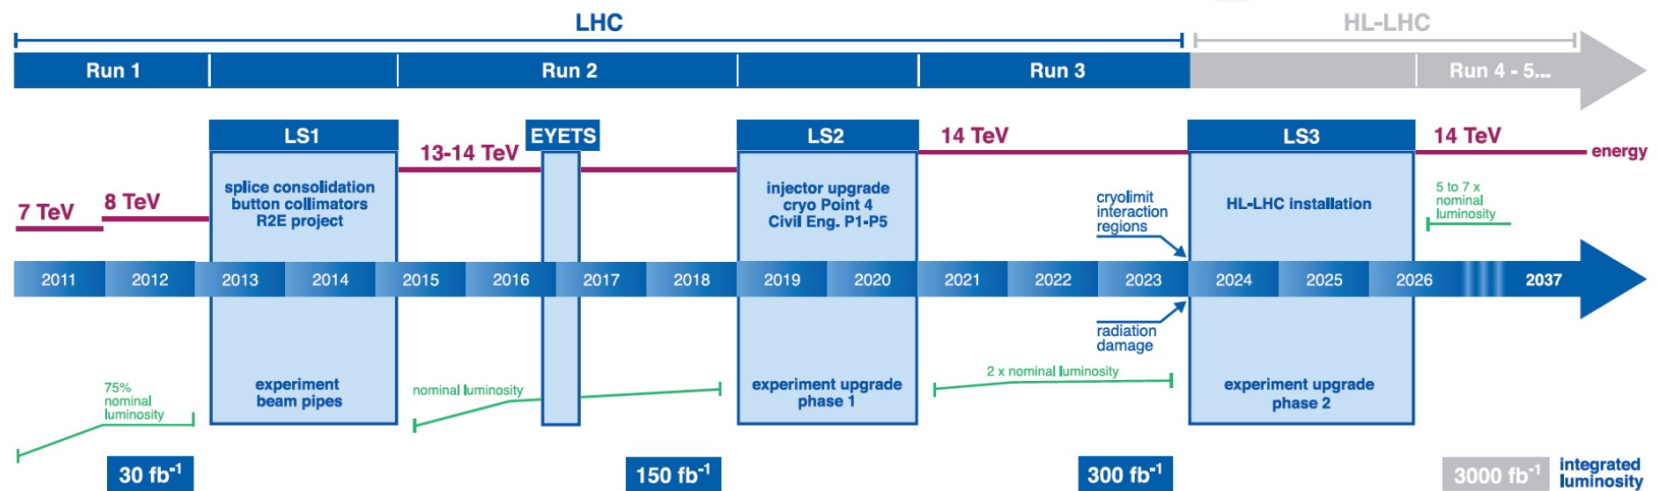 LHC
HL-LHC
Run 1
Run 2
Run 3
Run 4 - 5...
LS1
EYETS
LS2
LS3
7 TeV
8 TeV
13-14 TeV
14 TeV
14 TeV
energy
splice consolidation
button collimators
R2E project
injector upgrade
cryo Point 4
Civil Eng. P1-P5
cryolimit
interaction
regions
HL-LHC installation
5 to 7 x
nominal
luminosity
2011
2012
2013
2014
2015
2016
2017
2018
2019
2020
2021
2022
2023
2024
2025
2026
2037
radiation
damage
75%
nominal
luminosity
experiment
beam pipes
nominal luminosity
experiment upgrade
phase 1
2 x nominal luminosity
experiment upgrade
phase 2
30 fb⁻¹
150 fb⁻¹
300 fb⁻¹
3000 fb⁻¹
integrated
luminosity